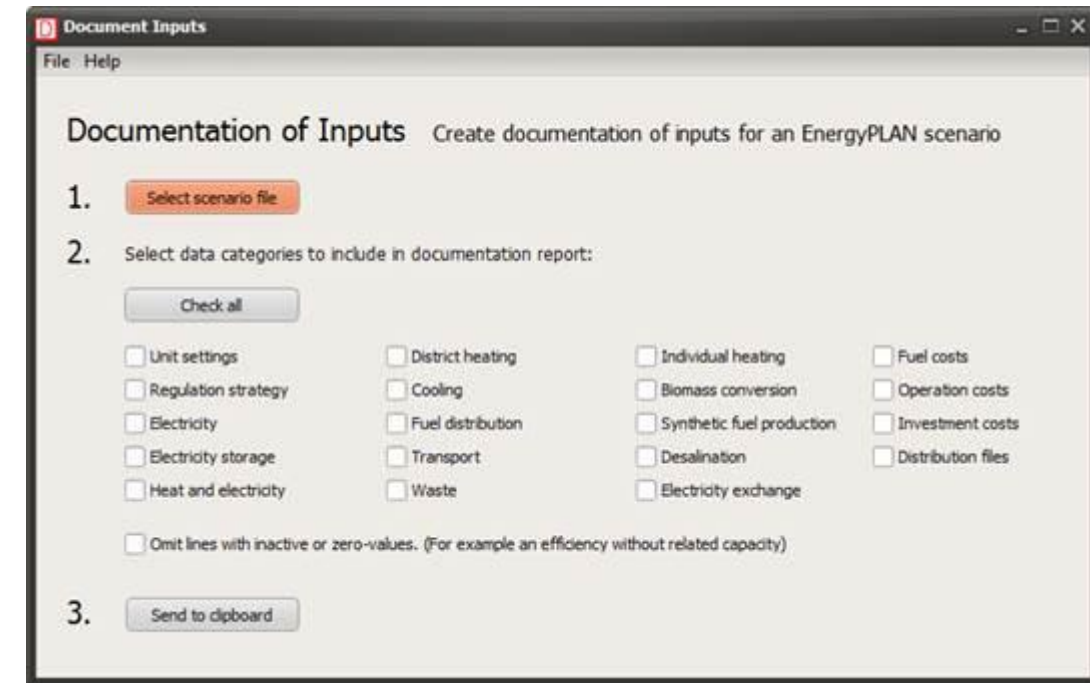 Document Inputs
File Help
Documentation of Inputs Create documentation of inputs for an EnergyPLAN scenario
1. Select scenario file
2. Select data categories to include in documentation report:
Check all
Unit settings District heating Individual heating Fuel costs
Regulation strategy Cooling Biomass conversion Operation costs
Electricity Fuel distribution Synthetic fuel production Investment costs
Electricity storage Transport Desalination Distribution files
Heat and electricity Waste Electricity exchange
Omit lines with inactive or zero-values. (For example an efficiency without related capacity)
3. Send to clipboard